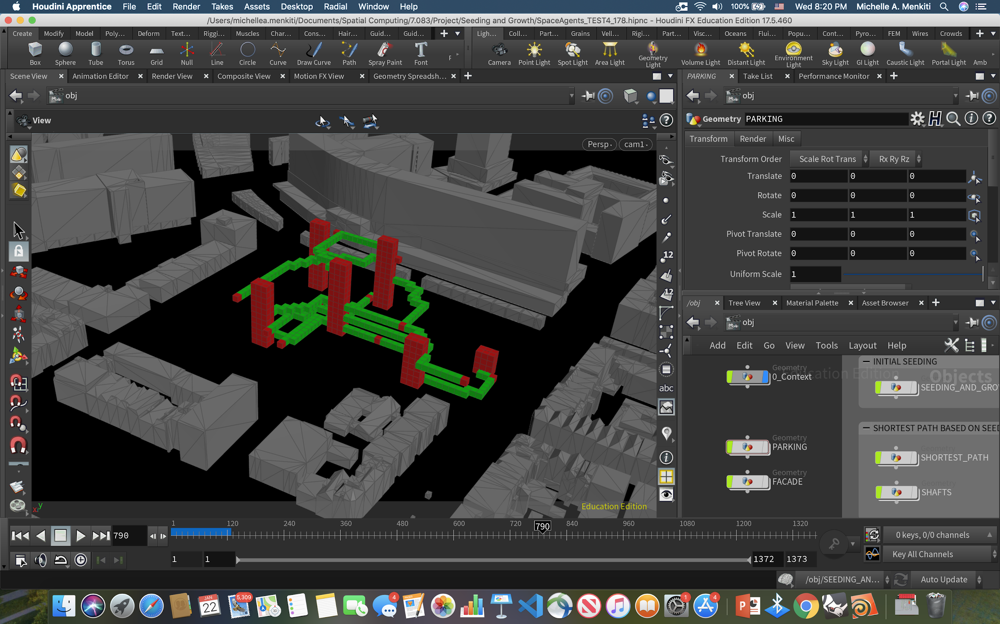 Houdini Apprentice File Edit Render Takes Assets Desktop Radial Window Help 100% Wed 8:20 PM Michelle A. Menkiti
/Users/michellea.menkiti/Documents/Spatial Computing/7.083/Project/Seeding and Growth/SpaceAgents_TEST4_178.hipnc - Houdini FX Education Edition 17.5.460
Create Modify Model Poly... Deform Text... Riggi... Muscles Char... Cons... Hair... Guid... Guid...
Box Sphere Tube Torus Grid Null Line Circle Curve Draw Curve Path Spray Paint Font F
Ligh... Coll... Part... Grains Vell... Rigi... Part... Visc... Oceans Flui... Popu... Cont... Pyro... FEM Wires Crowds
Camera Point Light Spot Light Area Light Geometry Light Volume Light Distant Light Environment Light Sky Light GI Light Caustic Light Portal Light Amb
Scene View Animation Editor Render View Composite View Motion FX View Geometry Spreadsh...
obj
View
Persp cam1
12
12
abc
Education Edition
x y
PARKING Take List Performance Monitor
obj
Geometry PARKING
Transform Render Misc
Transform Order Scale Rot Trans Rx Ry Rz
Translate 0 0 0
Rotate 0 0 0
Scale 1 1 1
Pivot Translate 0 0 0
Pivot Rotate 0 0 0
Uniform Scale 1
/obj Tree View Material Palette Asset Browser
obj
Add Edit Go View Tools Layout Help
Education Edition
Objects
Geometry
0_Context
Geometry
PARKING
Geometry
FACADE
INITIAL SEEDING
SEEDING_AND_GRO
SHORTEST PATH BASED ON SEED
Geometry
SHORTEST_PATH
Geometry
SHAFTS
790
1 120 240 360 480 600 720 790 840 960 1080 1200 1320
0 keys, 0/0 channels
1 1 1372 1373
Key All Channels
/obj/SEEDING_AN... Auto Update
JAN
22
5,309
3D
4
PAGES
1
4
P